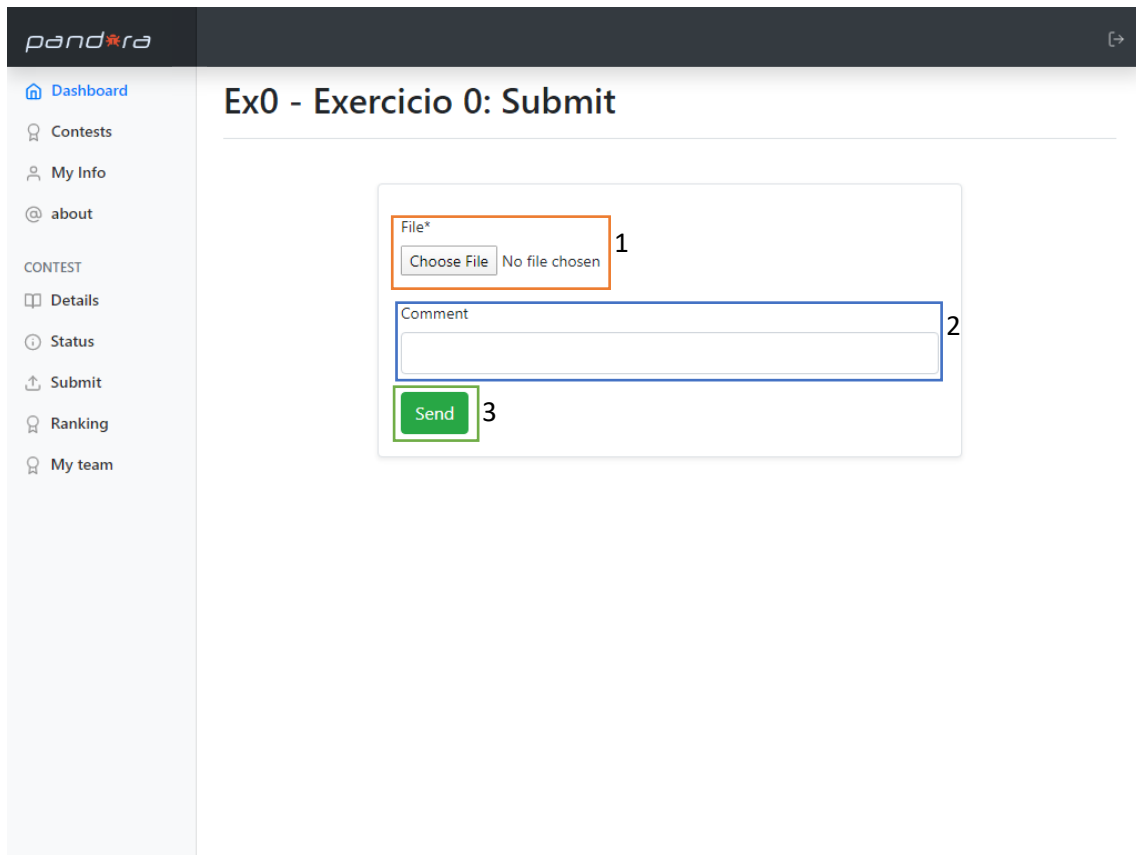 pandora
Dashboard
Contests
My Info
about
CONTEST
Details
Status
Submit
Ranking
My team
Ex0 - Exercicio 0: Submit
File*
Choose File No file chosen
1
Comment
2
Send
3